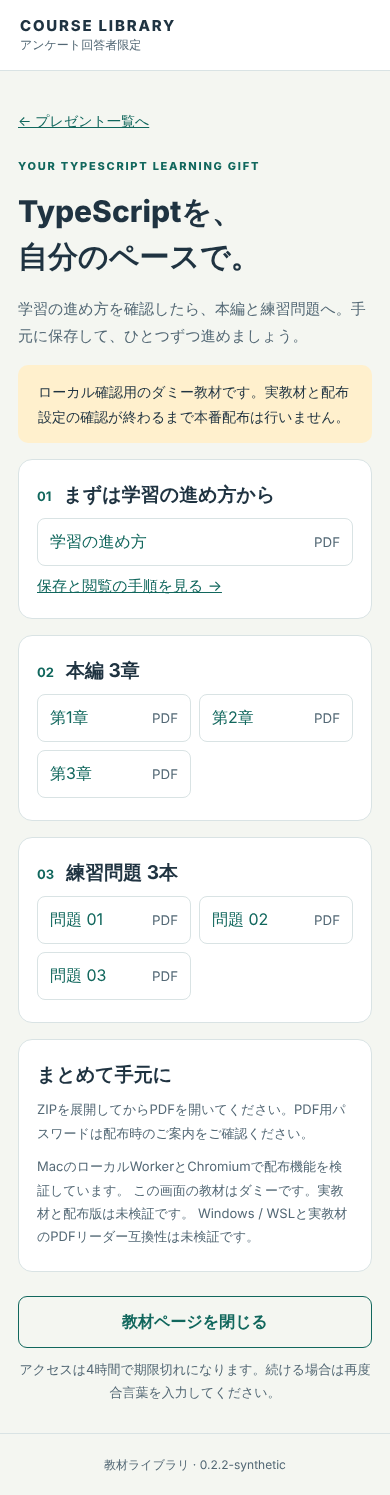 COURSE LIBRARY
アンケート回答者限定
← プレゼント一覧へ
YOUR TYPESCRIPT LEARNING GIFT
TypeScriptを、
自分のペースで。
学習の進め方を確認したら、本編と練習問題へ。手
元に保存して、ひとつずつ進めましょう。
ローカル確認用のダミー教材です。実教材と配布
設定の確認が終わるまで本番配布は行いません。
01 まずは学習の進め方から
学習の進め方 PDF
保存と閲覧の手順を見る →
02 本編 3章
第1章 PDF 第2章 PDF
第3章 PDF
03 練習問題 3本
問題 01 PDF 問題 02 PDF
問題 03 PDF
まとめて手元に
ZIPを展開してからPDFを開いてください。PDF用パ
スワードは配布時のご案内をご確認ください。
MacのローカルWorkerとChromiumで配布機能を検
証しています。 この画面の教材はダミーです。実教
材と配布版は未検証です。 Windows / WSLと実教材
のPDFリーダー互換性は未検証です。
教材ページを閉じる
アクセスは4時間で期限切れになります。続ける場合は再度
合言葉を入力してください。
教材ライブラリ · 0.2.2-synthetic